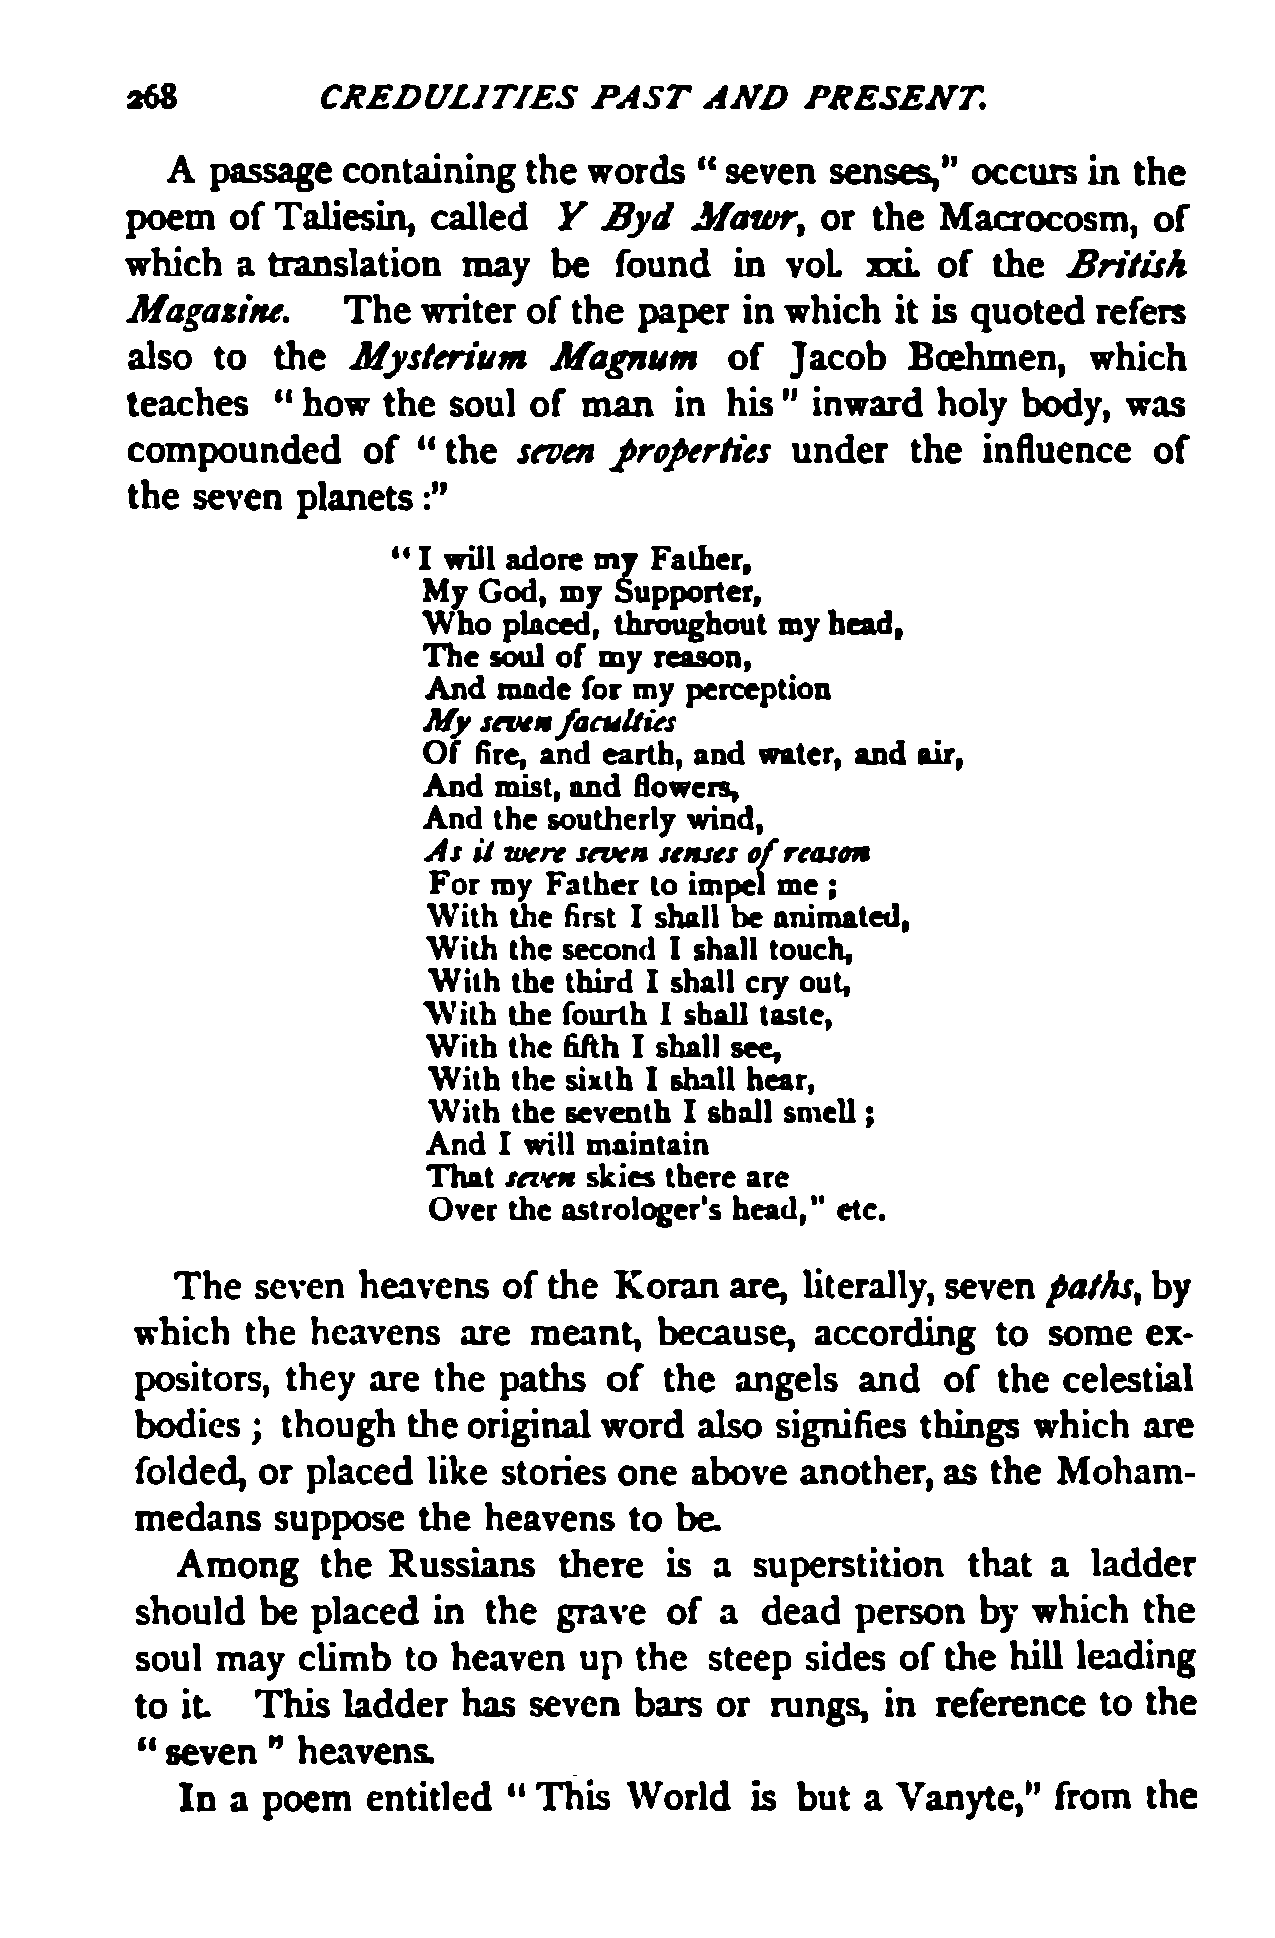 268 CREDULITIES PAST AND PRESENT.
A passage containing the words "seven senses," occurs in the
poem of Taliesin, called Y Byd Mawr, or the Macrocosm, of
which a translation may be found in vol. xxi. of the British
Magazine. The writer of the paper in which it is quoted refers
also to the Mysterium Magnum of Jacob Bœhmen, which
teaches "how the soul of man in his" inward holy body, was
compounded of "the seven properties under the influence of
the seven planets:"
"I will adore my Father,
My God, my Supporter,
Who placed, throughout my head,
The soul of my reason,
And made for my perception
My seven faculties
Of fire, and earth, and water, and air,
And mist, and flowers,
And the southerly wind,
As it were seven senses of reason
For my Father to impel me;
With the first I shall be animated,
With the second I shall touch,
With the third I shall cry out,
With the fourth I shall taste,
With the fifth I shall see,
With the sixth I shall hear,
With the seventh I shall smell;
And I will maintain
That seven skies there are
Over the astrologer's head," etc.
The seven heavens of the Koran are, literally, seven paths, by
which the heavens are meant, because, according to some ex-
positors, they are the paths of the angels and of the celestial
bodies; though the original word also signifies things which are
folded, or placed like stories one above another, as the Moham-
medans suppose the heavens to be.
Among the Russians there is a superstition that a ladder
should be placed in the grave of a dead person by which the
soul may climb to heaven up the steep sides of the hill leading
to it. This ladder has seven bars or rungs, in reference to the
"seven" heavens.
In a poem entitled "This World is but a Vanyte," from the